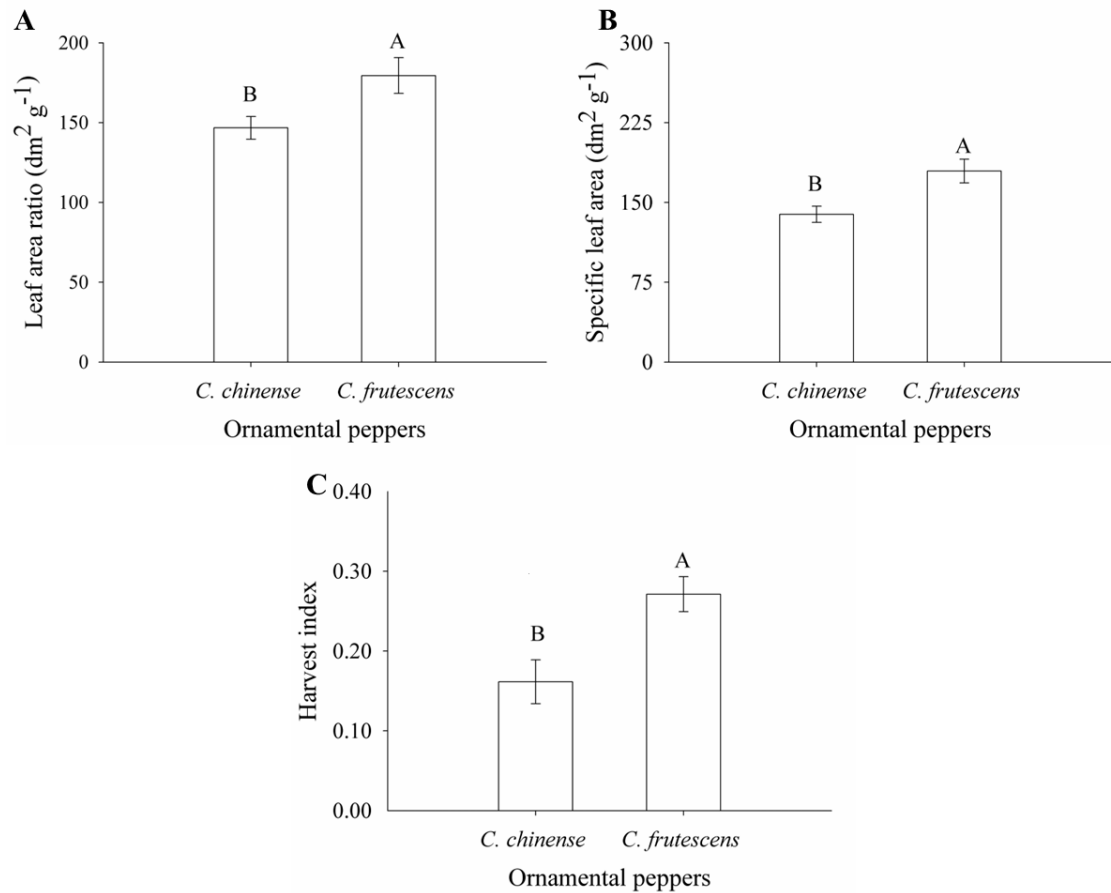 A
Leaf area ratio (dm² g⁻¹)
200
150
100
50
0
B
A
C. chinense
C. frutescens
Ornamental peppers
B
Specific leaf area (dm² g⁻¹)
300
225
150
75
0
B
A
C. chinense
C. frutescens
Ornamental peppers
C
Harvest index
0.40
0.30
0.20
0.10
0.00
B
A
C. chinense
C. frutescens
Ornamental peppers